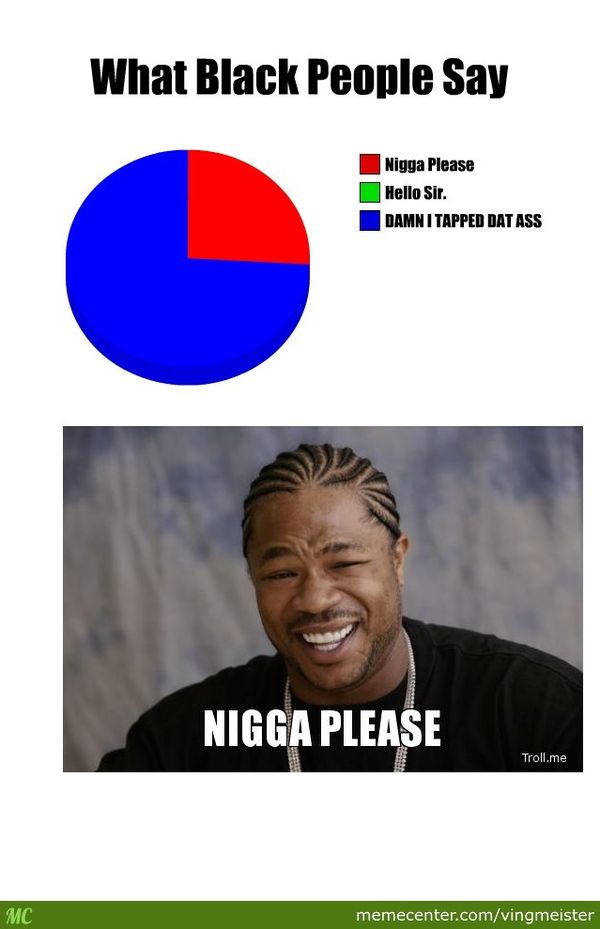 What Black People Say
Nigga Please
Hello Sir.
DAMN I TAPPED DAT ASS
NIGGA PLEASE
Troll.me
MC
memecenter.com/vingmeister